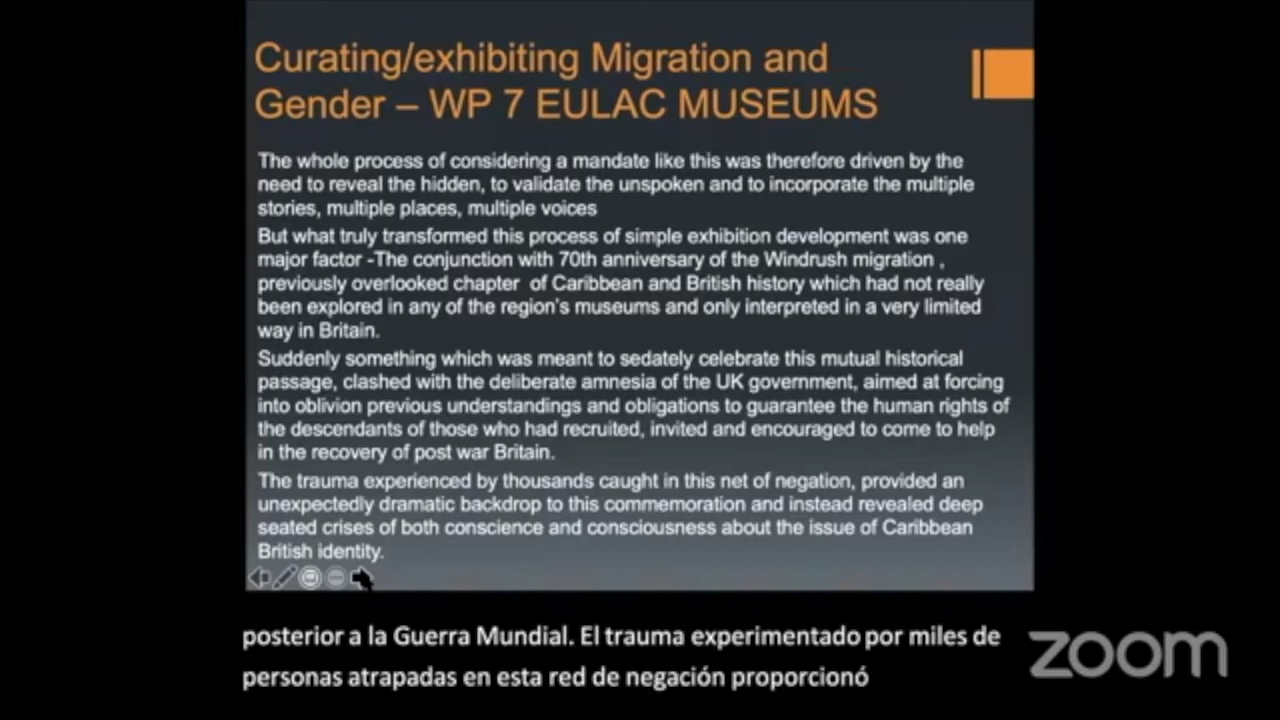 Curating/exhibiting Migration and
Gender – WP 7 EULAC MUSEUMS
The whole process of considering a mandate like this was therefore driven by the
need to reveal the hidden, to validate the unspoken and to incorporate the multiple
stories, multiple places, multiple voices
But what truly transformed this process of simple exhibition development was one
major factor -The conjunction with 70th anniversary of the Windrush migration ,
previously overlooked chapter of Caribbean and British history which had not really
been explored in any of the region's museums and only interpreted in a very limited
way in Britain.
Suddenly something which was meant to sedately celebrate this mutual historical
passage, clashed with the deliberate amnesia of the UK government, aimed at forcing
into oblivion previous understandings and obligations to guarantee the human rights of
the descendants of those who had recruited, invited and encouraged to come to help
in the recovery of post war Britain.
The trauma experienced by thousands caught in this net of negation, provided an
unexpectedly dramatic backdrop to this commemoration and instead revealed deep
seated crises of both conscience and consciousness about the issue of Caribbean
British identity.
posterior a la Guerra Mundial. El trauma experimentado por miles de
personas atrapadas en esta red de negación proporcionó
zoom